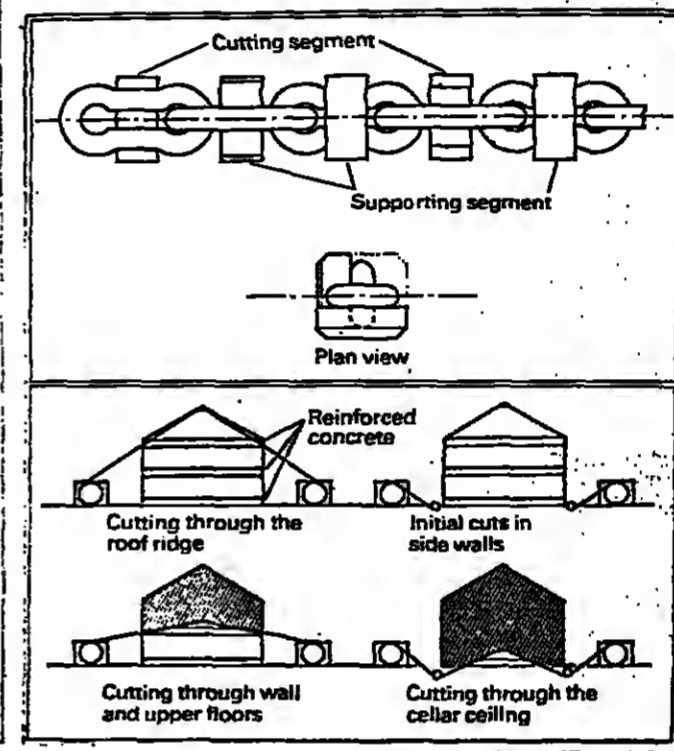 Cutting segment
Supporting segment
Plan view
Reinforced
concrete
Cutting through the
roof ridge
Initial cuts in
side walls
Cutting through wall
and upper floors
Cutting through the
cellar ceiling